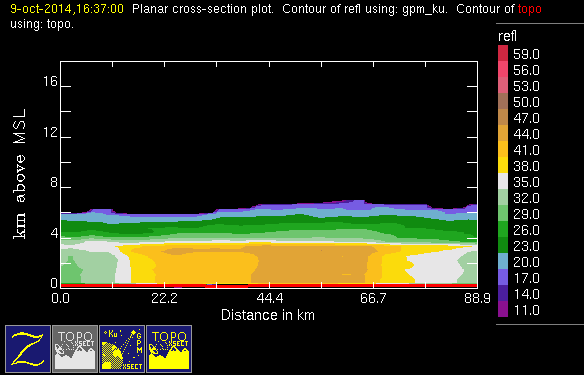 9-oct-2014,16:37:00 Planar cross-section plot. Contour of refl using: gpm_ku. Contour of topo
using: topo.
refl
59.0
56.0
53.0
50.0
47.0
44.0
41.0
38.0
35.0
32.0
29.0
26.0
23.0
20.0
17.0
14.0
11.0
km above MSL
16
12
8
4
0
0.0 22.2 44.4 66.7 88.9
Distance in km
Z
TOPO
XSECT
"Ku"
GPM
XSECT
TOPO
XSECT